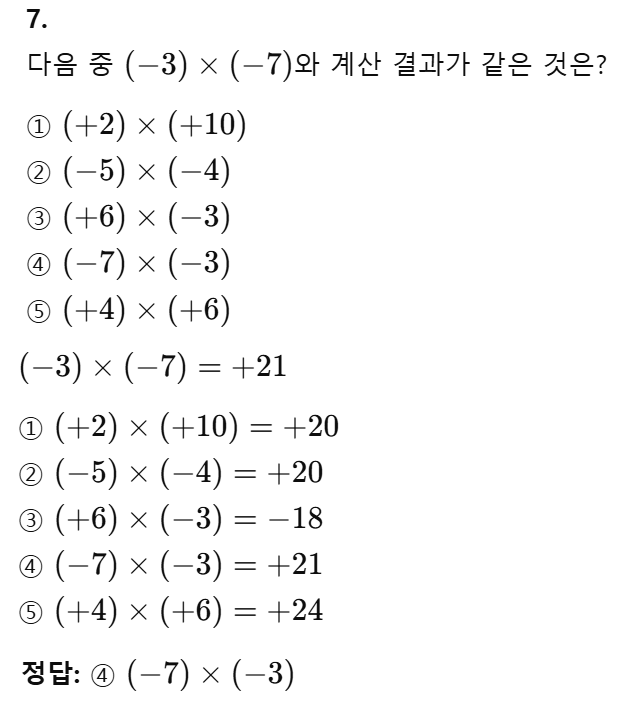 7.
다음 중 (−3) × (−7)와 계산 결과가 같은 것은?
① (+2) × (+10)
② (−5) × (−4)
③ (+6) × (−3)
④ (−7) × (−3)
⑤ (+4) × (+6)
(−3) × (−7) = +21
① (+2) × (+10) = +20
② (−5) × (−4) = +20
③ (+6) × (−3) = −18
④ (−7) × (−3) = +21
⑤ (+4) × (+6) = +24
정답: ④ (−7) × (−3)